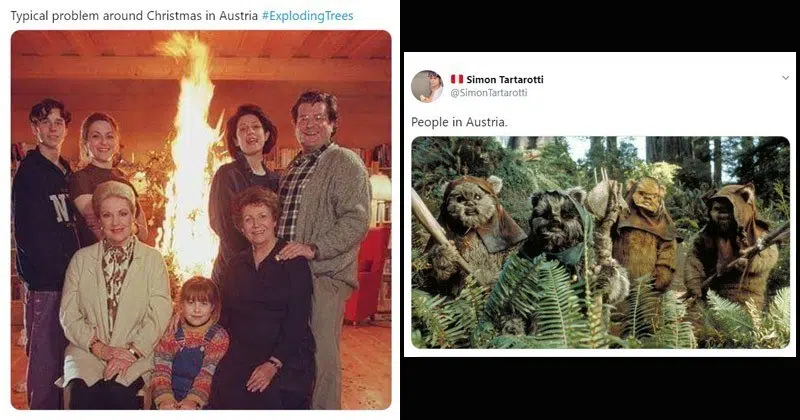 Typical problem around Christmas in Austria #ExplodingTrees
Simon Tartarotti
@SimonTartarotti
People in Austria.
N